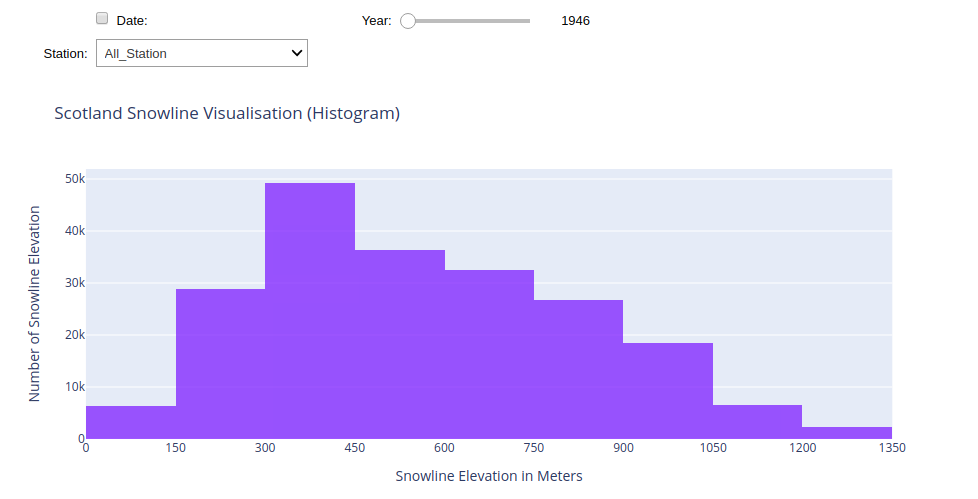 Date: Year: 1946
Station: All_Station
Scotland Snowline Visualisation (Histogram)
Number of Snowline Elevation
50k
40k
30k
20k
10k
0
0 150 300 450 600 750 900 1050 1200 1350
Snowline Elevation in Meters